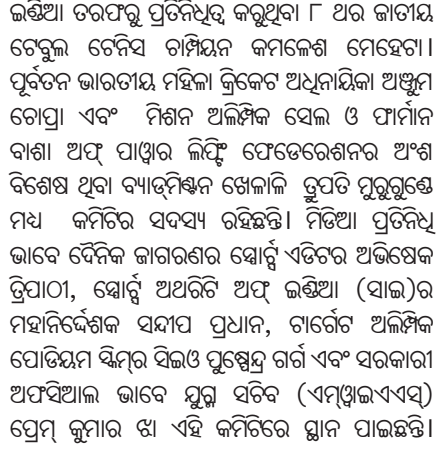 ଇଣ୍ଡିଆ ତରଫରୁ ପ୍ରତିନିଧିତ୍ୱ କରୁଥିବା ୮ ଥର ଜାତୀୟ
ଟେବୁଲ ଟେନିସ ଚାମ୍ପିୟନ କମଳେଶ ମେହେଟା।
ପୂର୍ବତନ ଭାରତୀୟ ମହିଳା କ୍ରିକେଟ ଅଧିନାୟିକା ଅଞ୍ଜୁମ
ଚୋପ୍ରା ଏବଂ ମିଶନ ଅଲିମ୍ପିକ ସେଲ ଓ ଫାର୍ମାନ
ବାଶା ଅଫ୍ ପାଓ୍ୱାର ଲିଫ୍ଟିଂ ଫେଡେରେଶନର ଅଂଶ
ବିଶେଷ ଥିବା ବ୍ୟାଡ୍‌ମିଣ୍ଟନ ଖେଳାଳି ତ୍ରୁପତି ମୁରୁଗୁଣ୍ଡେ
ମଧ୍ୟ କମିଟିର ସଦସ୍ୟ ରହିଛନ୍ତି। ମିଡିଆ ପ୍ରତିନିଧି
ଭାବେ ଦୈନିକ ଜାଗରଣର ସ୍ପୋର୍ଟ୍ସ ଏଡିଟର ଅଭିଷେକ
ତ୍ରିପାଠୀ, ସ୍ପୋର୍ଟ୍ସ ଅଥରିଟି ଅଫ୍ ଇଣ୍ଡିଆ (ସାଇ)ର
ମହାନିର୍ଦ୍ଦେଶକ ସନ୍ଦୀପ ପ୍ରଧାନ, ଟାର୍ଗେଟ ଅଲିମ୍ପିକ
ପୋଡିୟମ ସ୍କିମ୍‌ର ସିଇଓ ପୁଷ୍ପେନ୍ଦ୍ର ଗର୍ଗ ଏବଂ ସରକାରୀ
ଅଫସିଆଲ ଭାବେ ଯୁଗ୍ମ ସଚିବ (ଏମ୍‌ଓ୍ୱାଇଏଏସ୍)
ପ୍ରେମ୍ କୁମାର ଝା ଏହି କମିଟିରେ ସ୍ଥାନ ପାଇଛନ୍ତି।